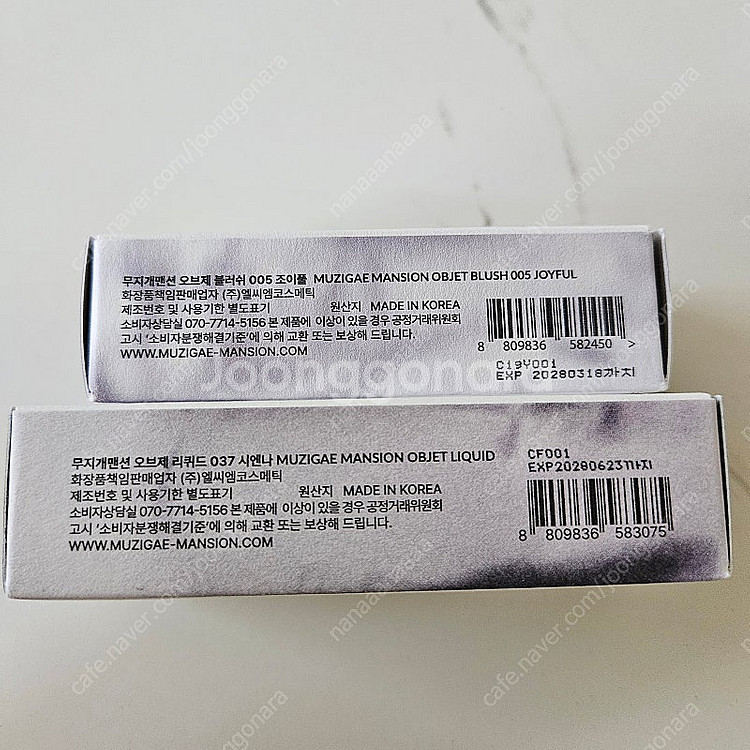 무지개맨션 오브제 블러쉬 005 조이풀 MUZIGAE MANSION OBJET BLUSH 005 JOYFUL
화장품책임판매업자 (주)엘씨엠코스메틱
제조번호 및 사용기한 별도표기 원산지 MADE IN KOREA
소비자상담실 070-7714-5156 본 제품에 이상이 있을 경우 공정거래위원회
고시 '소비자분쟁해결기준'에 의해 교환 또는 보상해 드립니다.
WWW.MUZIGAE-MANSION.COM
8 809836 582450 >
C19Y001
EXP 20280318까지
Joonggonara
무지개맨션 오브제 리퀴드 037 시엔나 MUZIGAE MANSION OBJET LIQUID
화장품책임판매업자 (주)엘씨엠코스메틱
제조번호 및 사용기한 별도표기 원산지 MADE IN KOREA
소비자상담실 070-7714-5156 본 제품에 이상이 있을 경우 공정거래위원회
고시 '소비자분쟁해결기준'에 의해 교환 또는 보상해 드립니다.
WWW.MUZIGAE-MANSION.COM
CF001
EXP20280623까지
8 809836 583075
cafe.naver.com/joonggonara
nanaaanaaaa